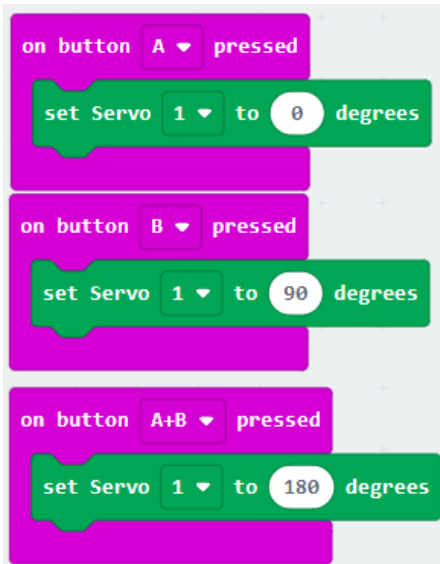 on button A pressed
set Servo 1 to 0 degrees
on button B pressed
set Servo 1 to 90 degrees
on button A+B pressed
set Servo 1 to 180 degrees